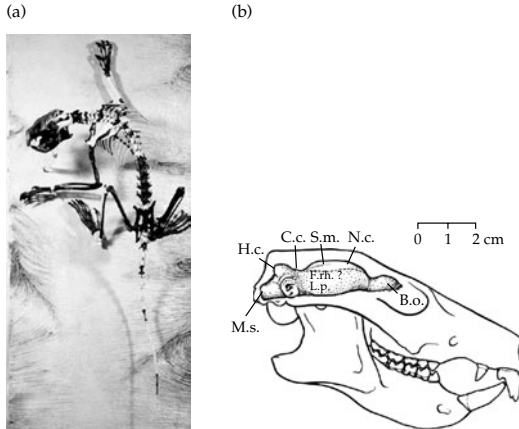 (a)
(b)
C.c. S.m. N.c.
H.c.
F.rh. ?
L.p.
B.o.
M.s.
0 1 2 cm